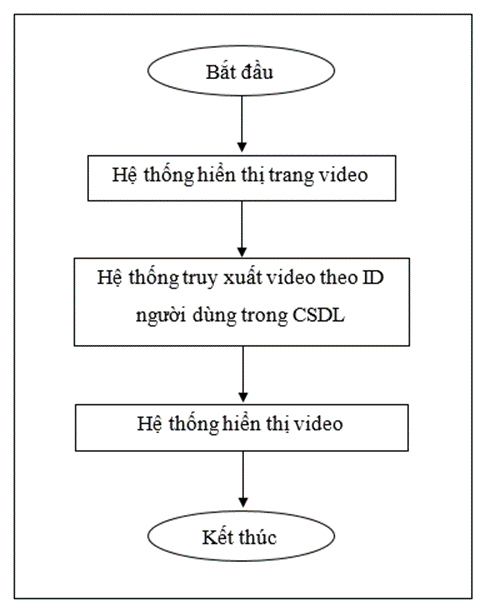 Bắt đầu
Hệ thống hiển thị trang video
Hệ thống truy xuất video theo ID
người dùng trong CSDL
Hệ thống hiển thị video
Kết thúc